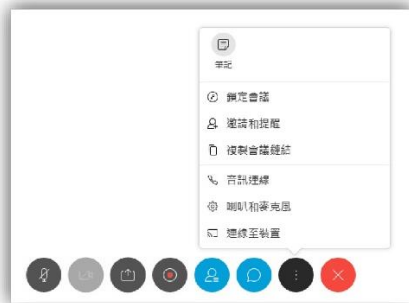 筆記
鎖定會議
邀請和提醒
複製會議鏈結
音訊連線
喇叭和麥克風
連線至裝置